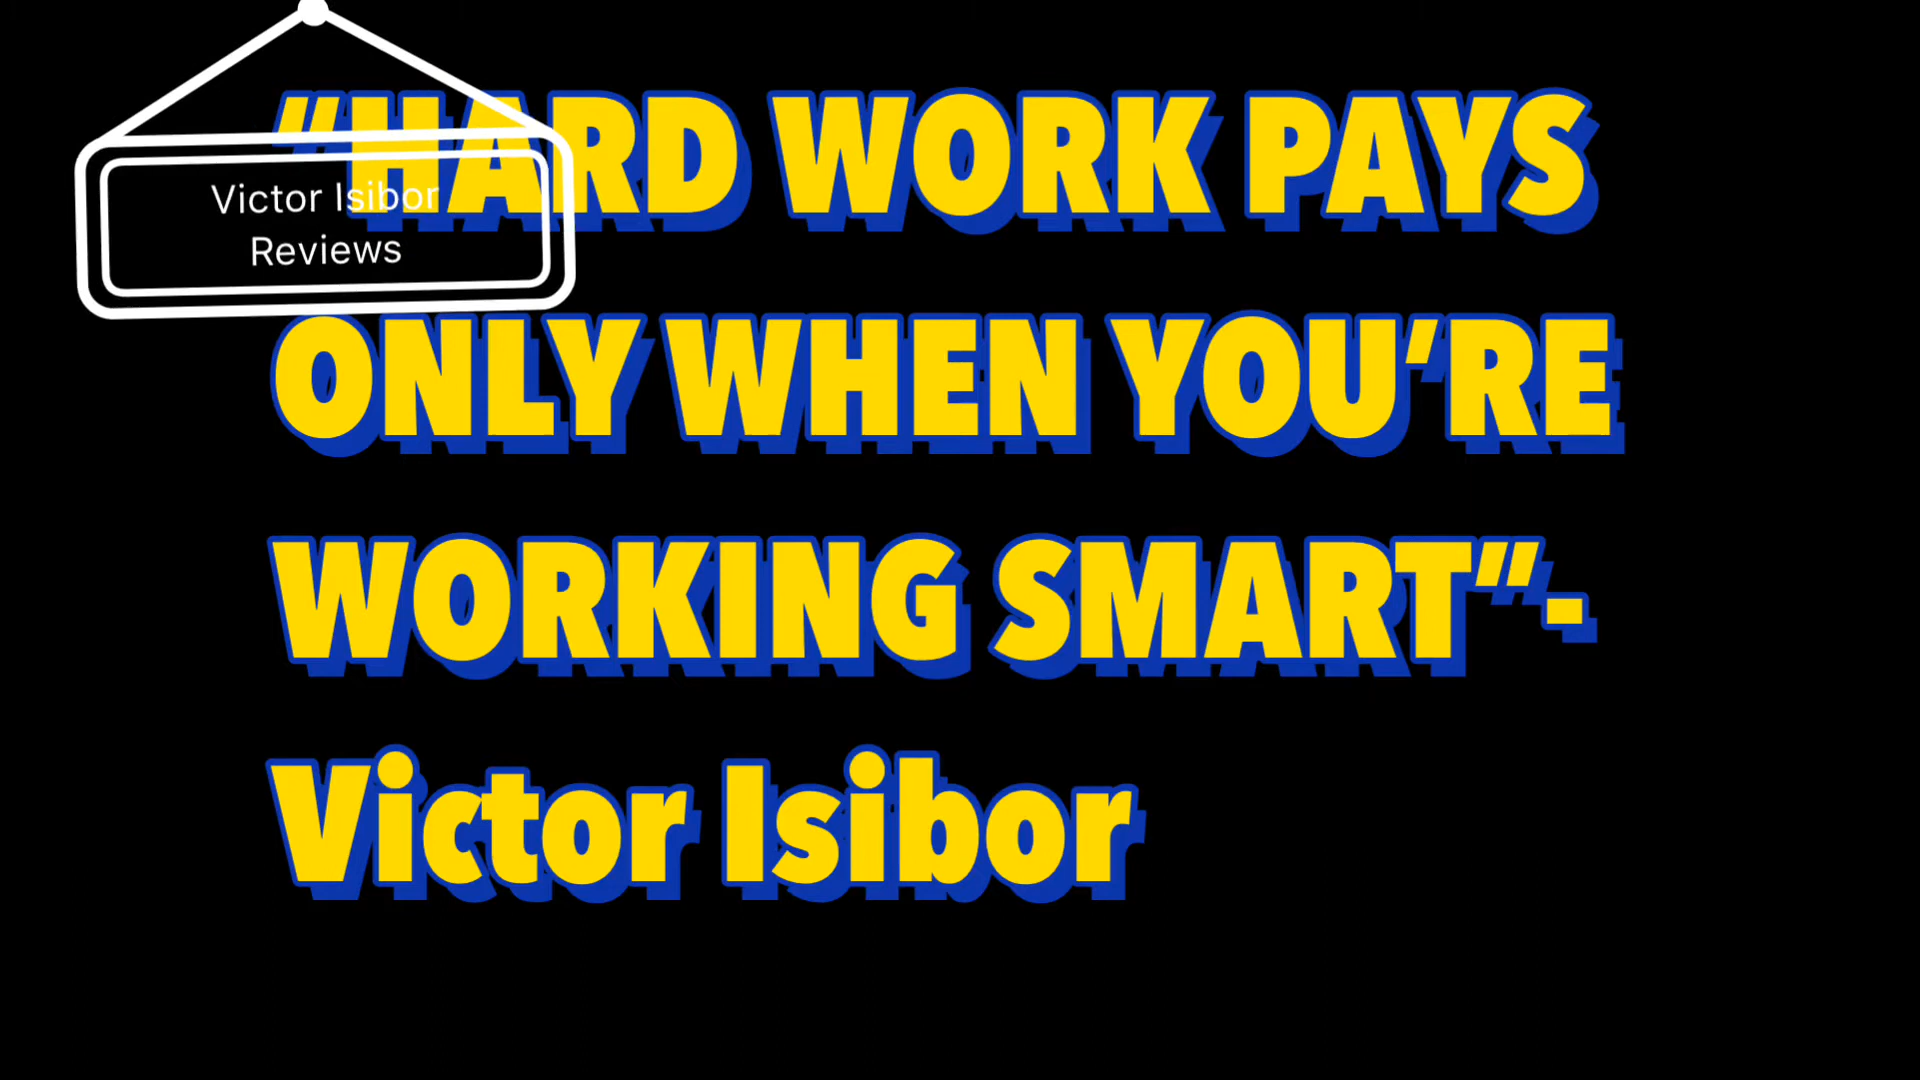 Victor Isibor
Reviews
“HARD WORK PAYS
ONLY WHEN YOU’RE
WORKING SMART”-
Victor Isibor